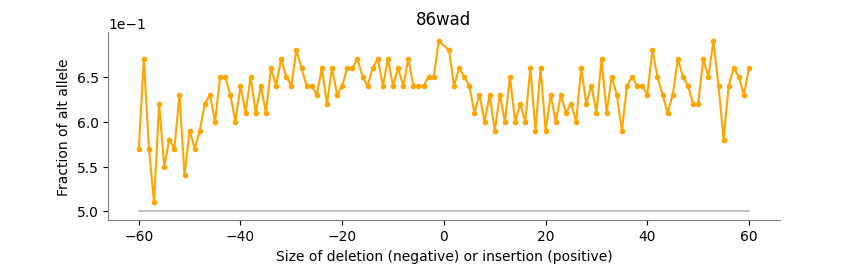 86wad
1e−1
6.5
6.0
5.5
5.0
Fraction of alt allele
−60 −40 −20 0 20 40 60
Size of deletion (negative) or insertion (positive)